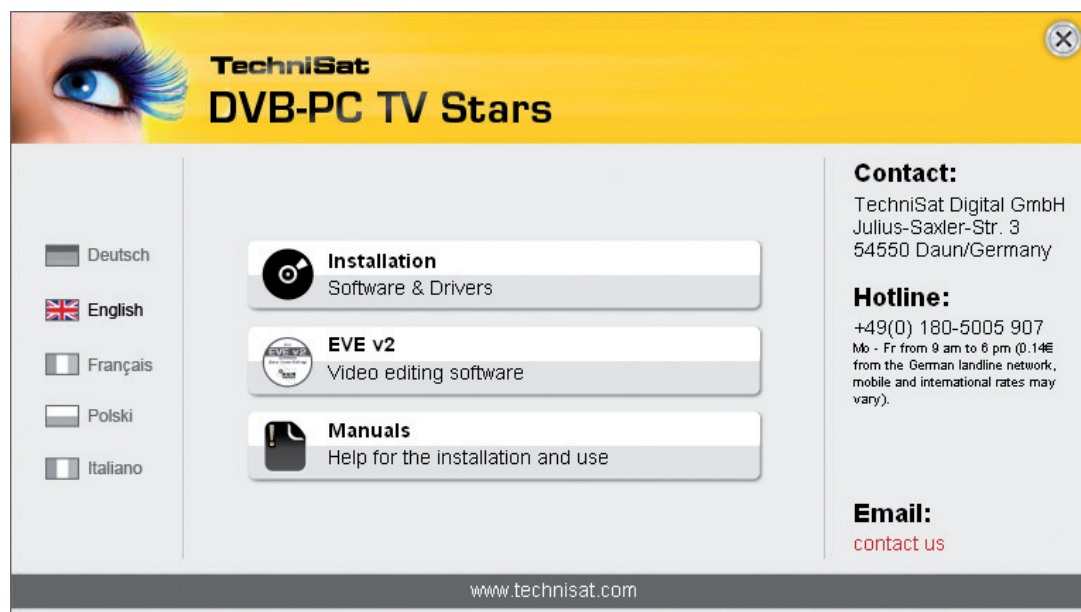 TechniSat
DVB-PC TV Stars
Deutsch
English
Français
Polski
Italiano
Installation
Software & Drivers
EVE v2
EVE v2
Video editing software
Manuals
Help for the installation and use
Contact:
TechniSat Digital GmbH
Julius-Saxler-Str. 3
54550 Daun/Germany
Hotline:
+49(0) 180-5005 907
Mo - Fr from 9 am to 6 pm (0.14€
from the German landline network,
mobile and international rates may
vary).
Email:
contact us
www.technisat.com